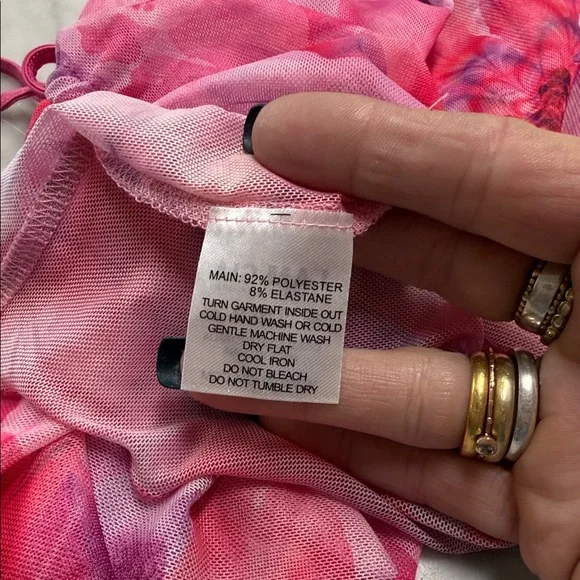 MAIN: 92% POLYESTER
8% ELASTANE
TURN GARMENT INSIDE OUT
COLD HAND WASH OR COLD
GENTLE MACHINE WASH
DRY FLAT
COOL IRON
DO NOT BLEACH
DO NOT TUMBLE DRY